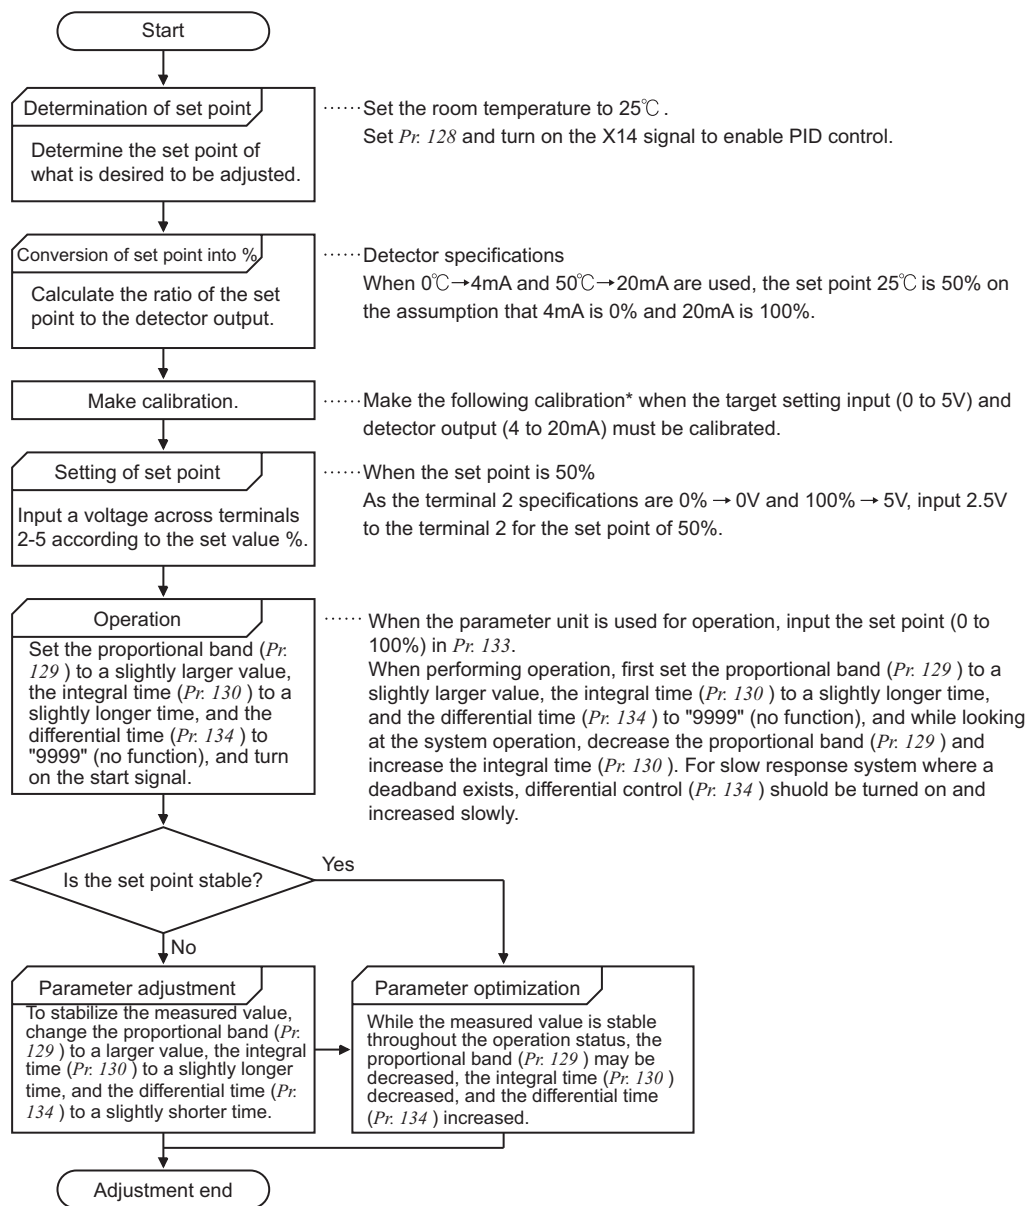 Start
Determination of set point
Determine the set point of
what is desired to be adjusted.
······Set the room temperature to 25℃.
Set Pr. 128 and turn on the X14 signal to enable PID control.
Conversion of set point into %
Calculate the ratio of the set
point to the detector output.
······Detector specifications
When 0℃→4mA and 50℃→20mA are used, the set point 25℃ is 50% on
the assumption that 4mA is 0% and 20mA is 100%.
Make calibration.
······Make the following calibration* when the target setting input (0 to 5V) and
detector output (4 to 20mA) must be calibrated.
Setting of set point
Input a voltage across terminals
2-5 according to the set value %.
······When the set point is 50%
As the terminal 2 specifications are 0% → 0V and 100% → 5V, input 2.5V
to the terminal 2 for the set point of 50%.
Operation
Set the proportional band (Pr.
129 ) to a slightly larger value,
the integral time (Pr. 130 ) to a
slightly longer time, and the
differential time (Pr. 134 ) to
"9999" (no function), and turn
on the start signal.
······ When the parameter unit is used for operation, input the set point (0 to
100%) in Pr. 133.
When performing operation, first set the proportional band (Pr. 129 ) to a
slightly larger value, the integral time (Pr. 130 ) to a slightly longer time,
and the differential time (Pr. 134 ) to "9999" (no function), and while looking
at the system operation, decrease the proportional band (Pr. 129 ) and
increase the integral time (Pr. 130 ). For slow response system where a
deadband exists, differential control (Pr. 134 ) shuold be turned on and
increased slowly.
Is the set point stable?
Yes
No
Parameter adjustment
To stabilize the measured value,
change the proportional band (Pr.
129 ) to a larger value, the integral
time (Pr. 130 ) to a slightly longer
time, and the differential time (Pr.
134 ) to a slightly shorter time.
Parameter optimization
While the measured value is stable
throughout the operation status, the
proportional band (Pr. 129 ) may be
decreased, the integral time (Pr. 130 )
decreased, and the differential time
(Pr. 134 ) increased.
Adjustment end